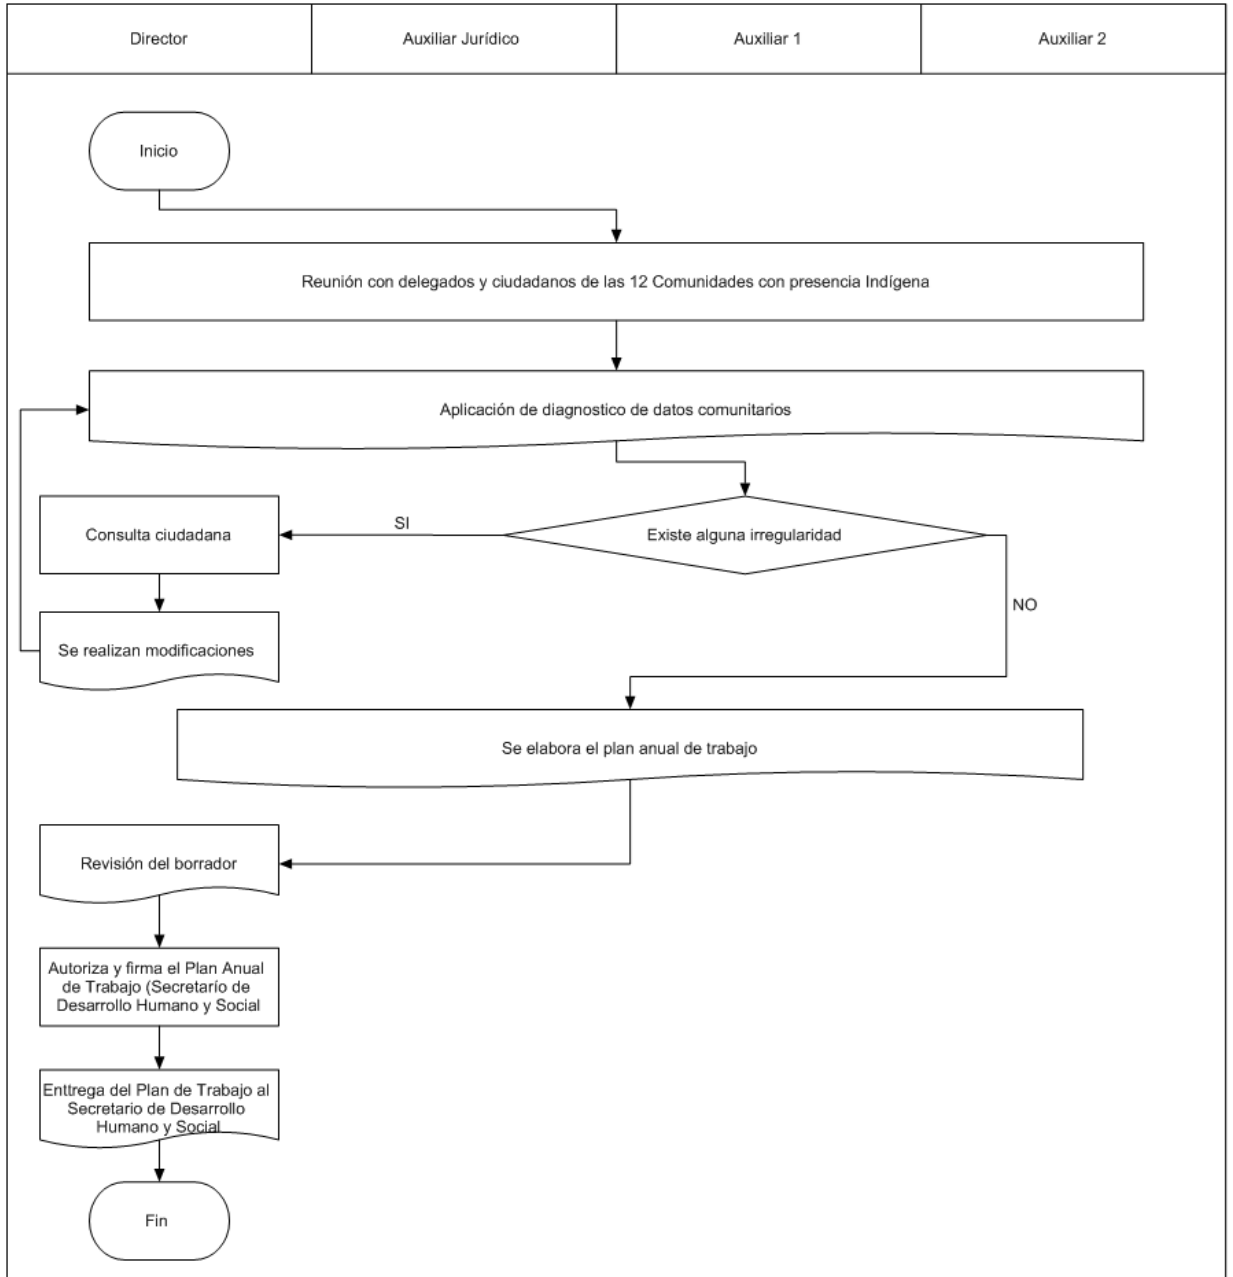 Director
Auxiliar Jurídico
Auxiliar 1
Auxiliar 2
Inicio
Reunión con delegados y ciudadanos de las 12 Comunidades con presencia Indígena
Aplicación de diagnostico de datos comunitarios
Consulta ciudadana
SI
Existe alguna irregularidad
NO
Se realizan modificaciones
Se elabora el plan anual de trabajo
Revisión del borrador
Autoriza y firma el Plan Anual
de Trabajo (Secretarío de
Desarrollo Humano y Social
Enttrega del Plan de Trabajo al
Secretario de Desarrollo
Humano y Social
Fin